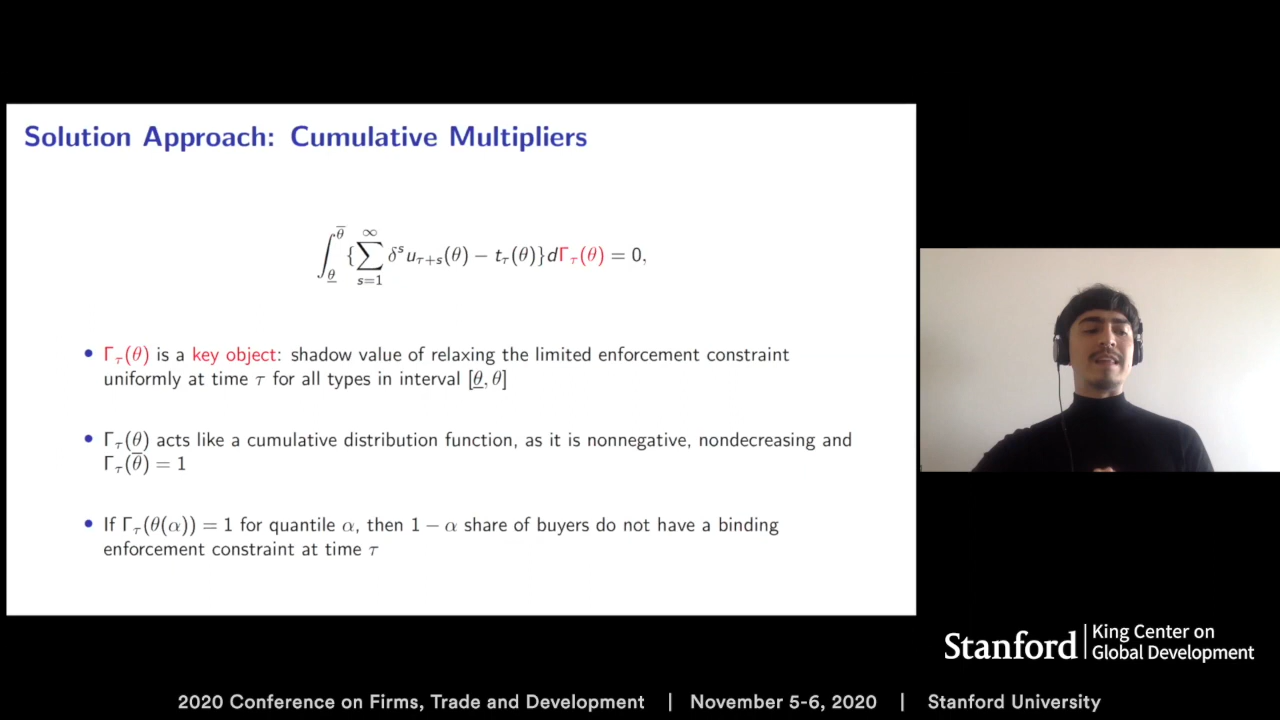 Solution Approach: Cumulative Multipliers
∫_θ̲^θ̅ {∑_{s=1}^∞ δ^s u_{τ+s}(θ) − t_τ(θ)}dΓ_τ(θ) = 0,
• Γ_τ(θ) is a key object: shadow value of relaxing the limited enforcement constraint
uniformly at time τ for all types in interval [θ̲, θ]
• Γ_τ(θ) acts like a cumulative distribution function, as it is nonnegative, nondecreasing and
Γ_τ(θ̅) = 1
• If Γ_τ(θ(α)) = 1 for quantile α, then 1 − α share of buyers do not have a binding
enforcement constraint at time τ
Stanford | King Center on
Global Development
2020 Conference on Firms, Trade and Development | November 5-6, 2020 | Stanford University